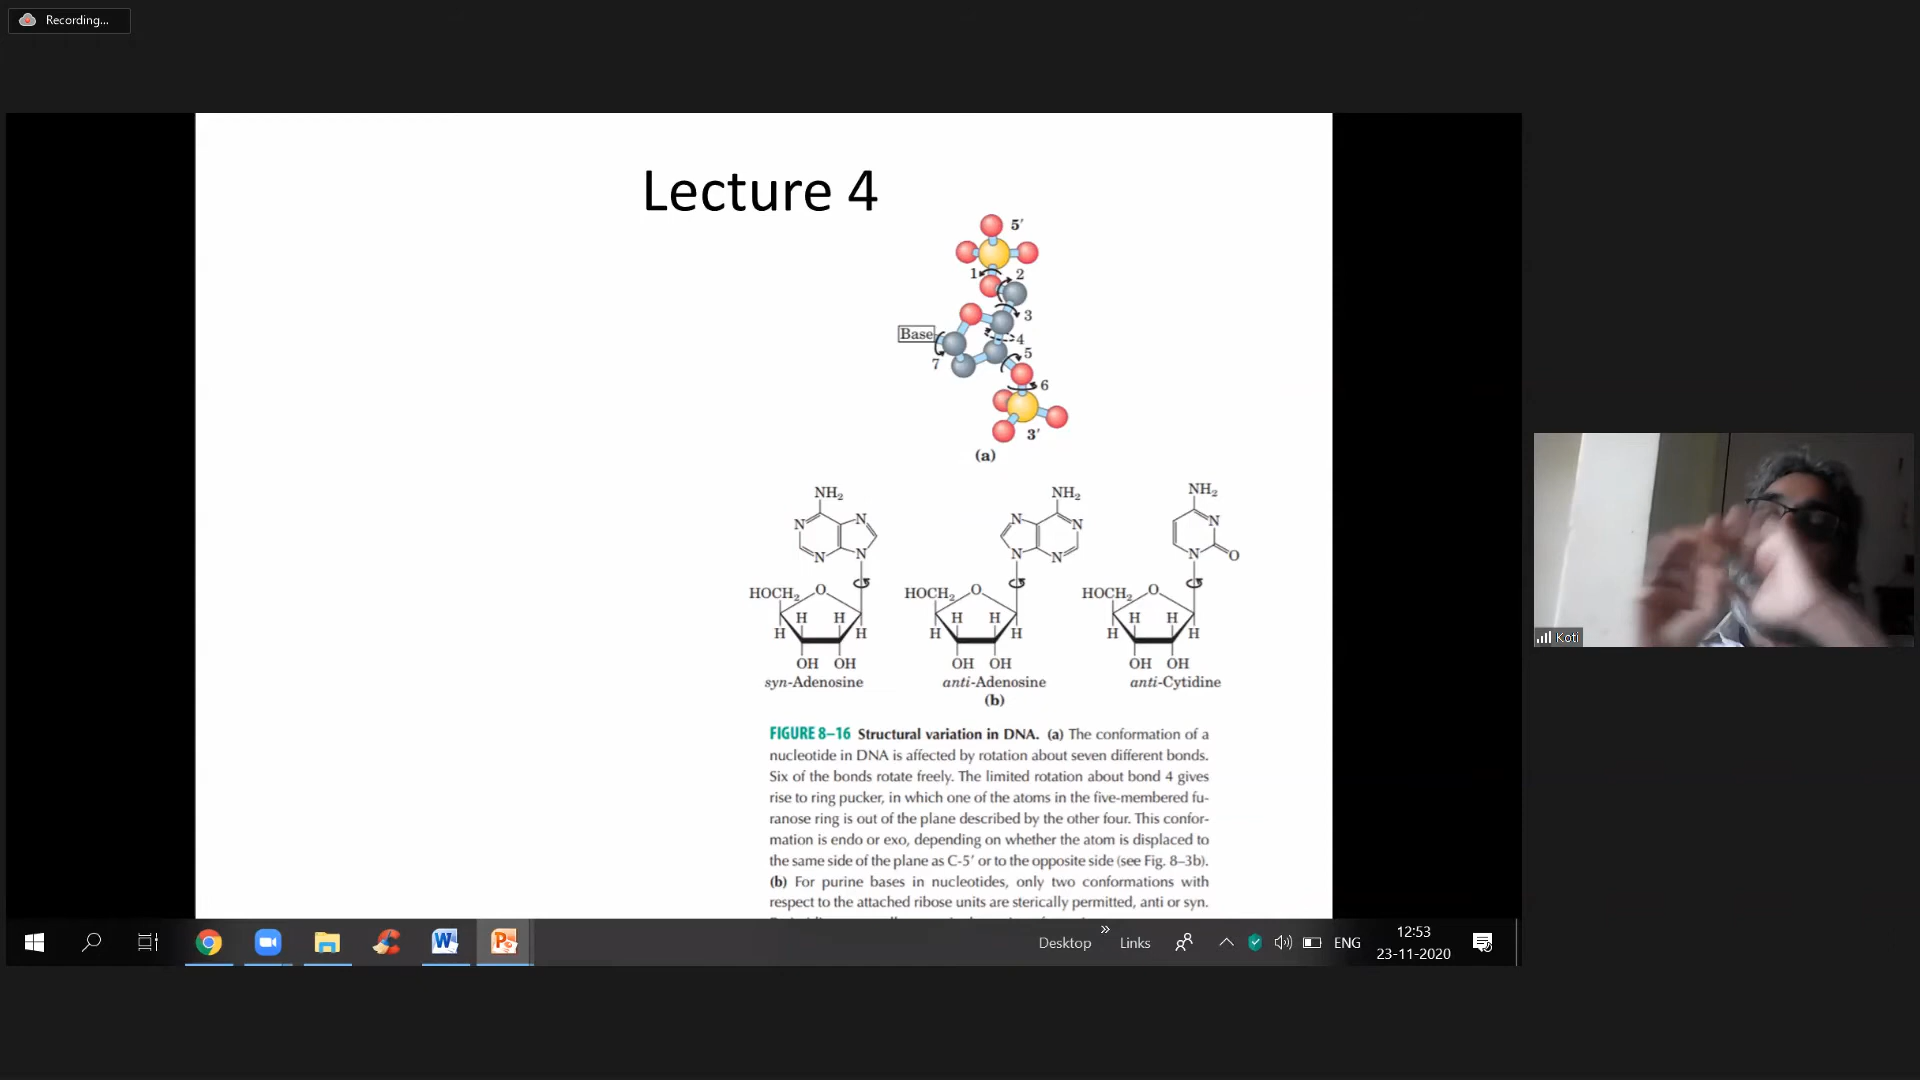 Recording...
Lecture 4
5′
1
2
3
Base
4
5
7
6
3′
(a)
NH₂
N
N
N
N
HOCH₂
O
H
H
H
H
OH OH
syn-Adenosine
NH₂
N
N
N
N
HOCH₂
O
H
H
H
H
OH OH
anti-Adenosine
NH₂
N
N
O
HOCH₂
O
H
H
H
H
OH OH
anti-Cytidine
(b)
FIGURE 8–16 Structural variation in DNA. (a) The conformation of a
nucleotide in DNA is affected by rotation about seven different bonds.
Six of the bonds rotate freely. The limited rotation about bond 4 gives
rise to ring pucker, in which one of the atoms in the five-membered fu-
ranose ring is out of the plane described by the other four. This confor-
mation is endo or exo, depending on whether the atom is displaced to
the same side of the plane as C-5′ or to the opposite side (see Fig. 8–3b).
(b) For purine bases in nucleotides, only two conformations with
respect to the attached ribose units are sterically permitted, anti or syn.
Koti
Desktop
Links
ENG
12:53
23-11-2020